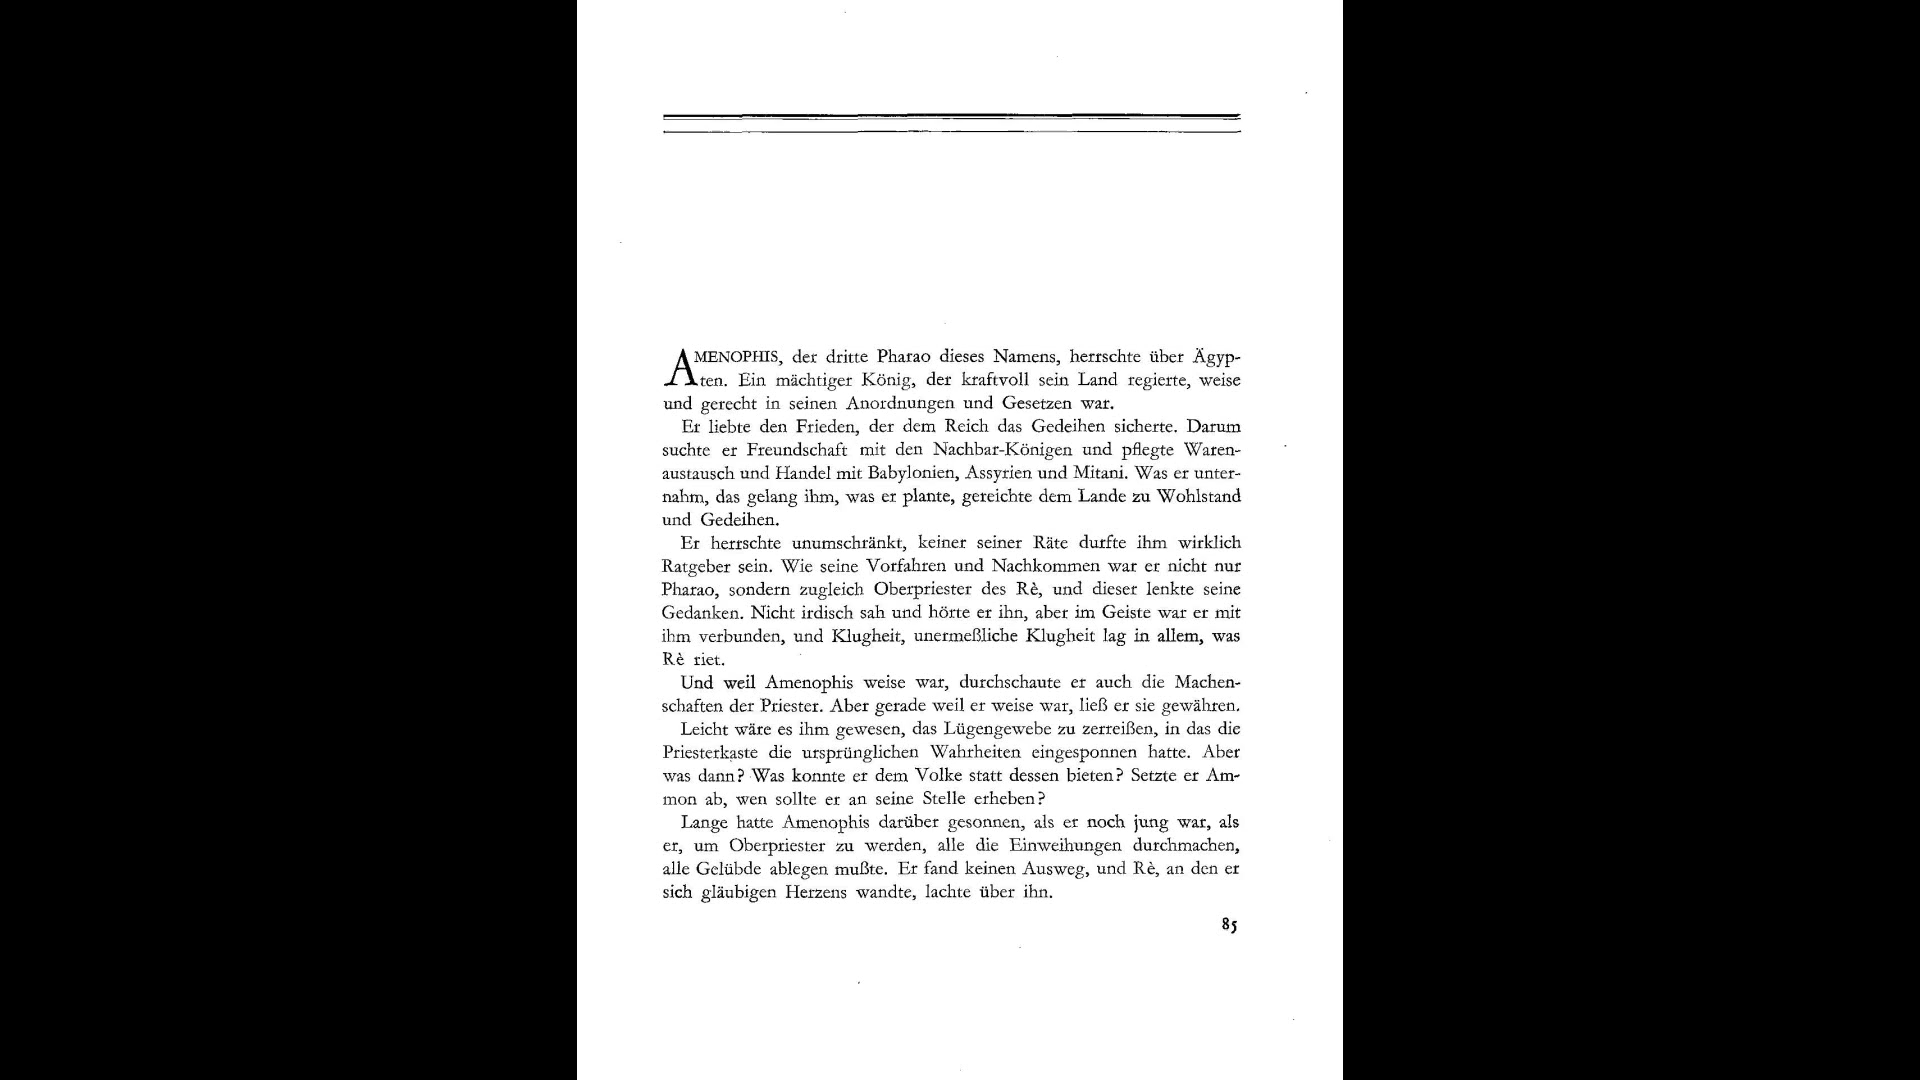 AMENOPHIS, der dritte Pharao dieses Namens, herrschte über Ägyp-
ten. Ein mächtiger König, der kraftvoll sein Land regierte, weise
und gerecht in seinen Anordnungen und Gesetzen war.
Er liebte den Frieden, der dem Reich das Gedeihen sicherte. Darum
suchte er Freundschaft mit den Nachbar-Königen und pflegte Waren-
austausch und Handel mit Babylonien, Assyrien und Mitani. Was er unter-
nahm, das gelang ihm, was er plante, gereichte dem Lande zu Wohlstand
und Gedeihen.
Er herrschte unumschränkt, keiner seiner Räte durfte ihm wirklich
Ratgeber sein. Wie seine Vorfahren und Nachkommen war er nicht nur
Pharao, sondern zugleich Oberpriester des Rè, und dieser lenkte seine
Gedanken. Nicht irdisch sah und hörte er ihn, aber im Geiste war er mit
ihm verbunden, und Klugheit, unermeßliche Klugheit lag in allem, was
Rè riet.
Und weil Amenophis weise war, durchschaute er auch die Machen-
schaften der Priester. Aber gerade weil er weise war, ließ er sie gewähren.
Leicht wäre es ihm gewesen, das Lügengewebe zu zerreißen, in das die
Priesterkaste die ursprünglichen Wahrheiten eingesponnen hatte. Aber
was dann? Was konnte er dem Volke statt dessen bieten? Setzte er Am-
mon ab, wen sollte er an seine Stelle erheben?
Lange hatte Amenophis darüber gesonnen, als er noch jung war, als
er, um Oberpriester zu werden, alle die Einweihungen durchmachen,
alle Gelübde ablegen mußte. Er fand keinen Ausweg, und Rè, an den er
sich gläubigen Herzens wandte, lachte über ihn.
85